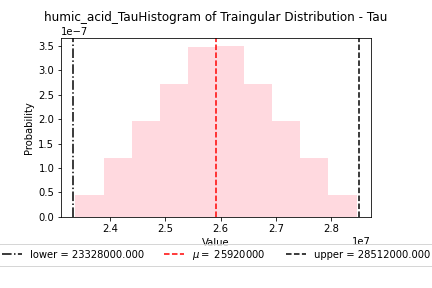 humic_acid_TauHistogram of Traingular Distribution - Tau
1e−7
3.5
3.0
2.5
2.0
1.5
1.0
0.5
0.0
Probability
2.4 2.5 2.6 2.7 2.8
Value
1e7
lower = 23328000.000 μ = 25920000 upper = 28512000.000